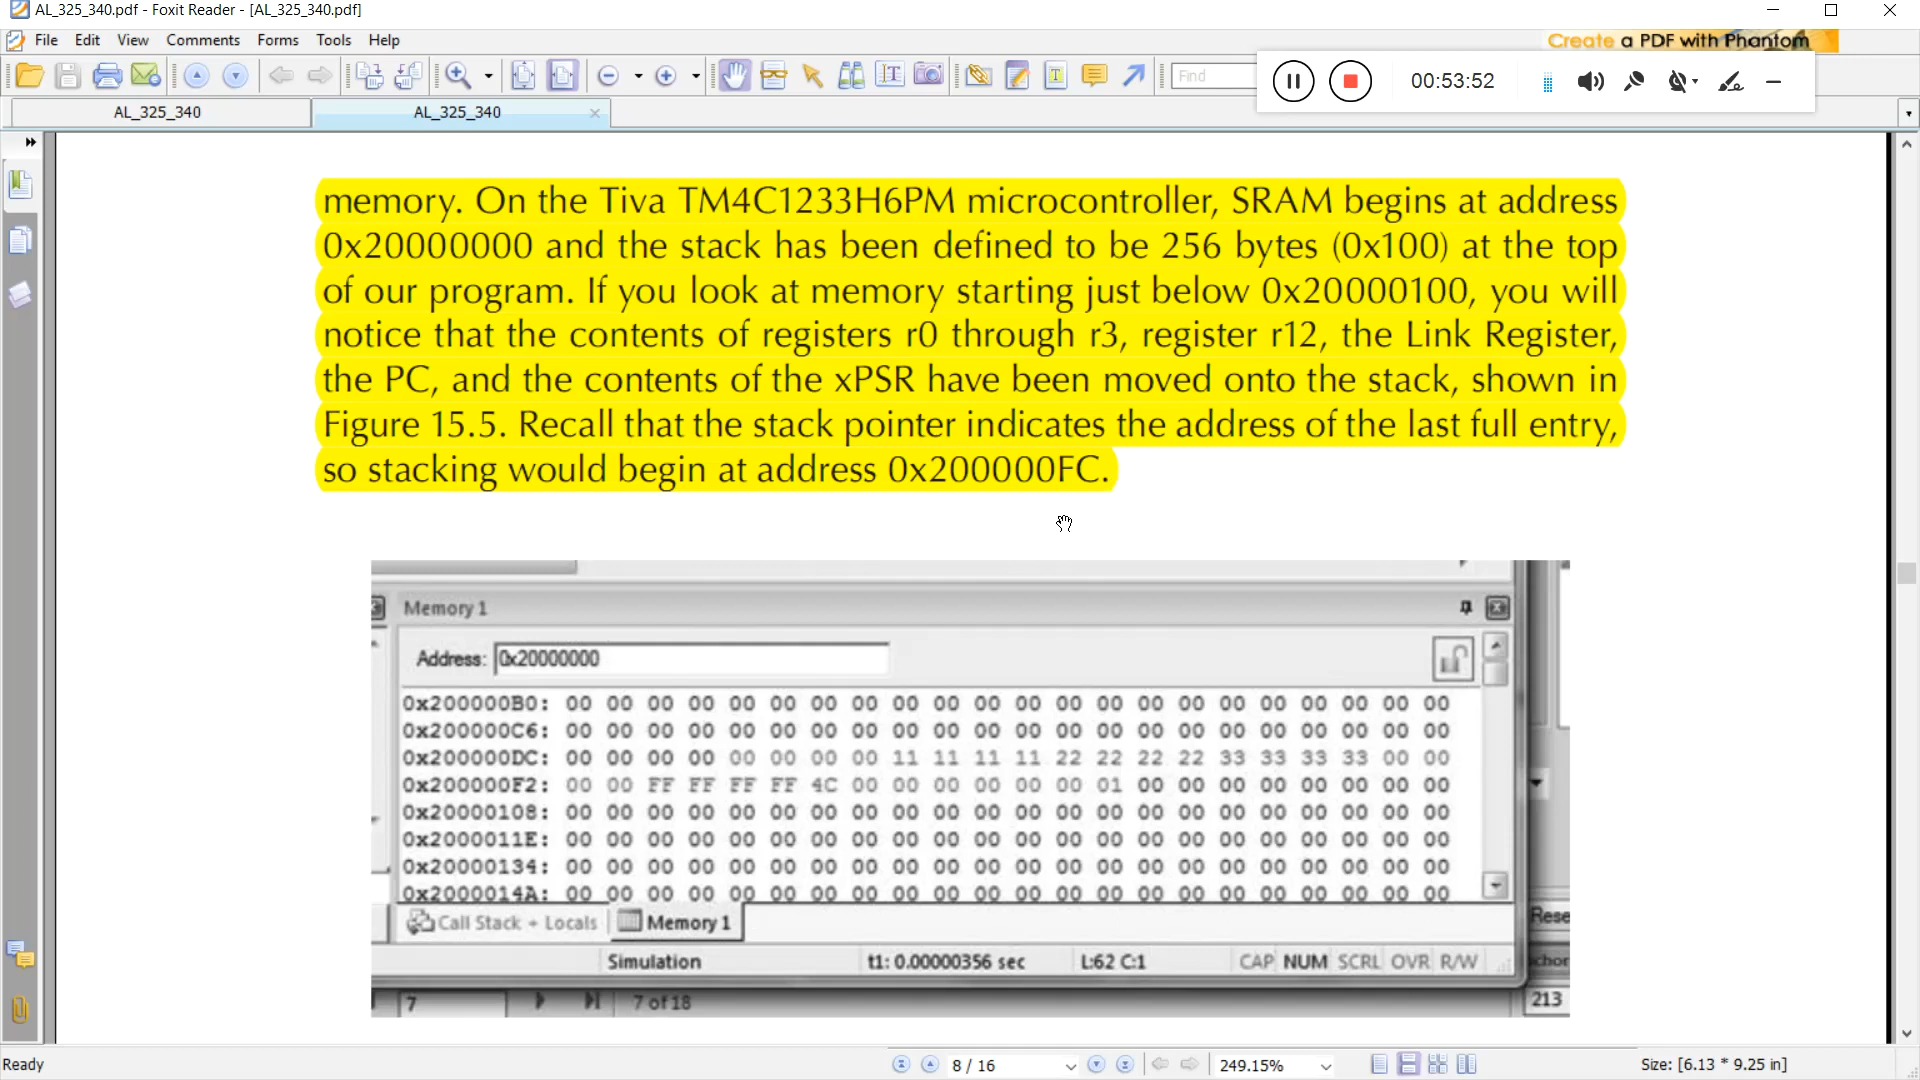 AL_325_340.pdf - Foxit Reader - [AL_325_340.pdf]
File Edit View Comments Forms Tools Help
Create a PDF with Phantom
Find
00:53:52
AL_325_340
AL_325_340
memory. On the Tiva TM4C1233H6PM microcontroller, SRAM begins at address
0x20000000 and the stack has been defined to be 256 bytes (0x100) at the top
of our program. If you look at memory starting just below 0x20000100, you will
notice that the contents of registers r0 through r3, register r12, the Link Register,
the PC, and the contents of the xPSR have been moved onto the stack, shown in
Figure 15.5. Recall that the stack pointer indicates the address of the last full entry,
so stacking would begin at address 0x200000FC.
Memory 1
Address: 0x20000000
0x200000B0: 00 00 00 00 00 00 00 00 00 00 00 00 00 00 00 00 00 00 00 00 00 00
0x200000C6: 00 00 00 00 00 00 00 00 00 00 00 00 00 00 00 00 00 00 00 00 00 00
0x200000DC: 00 00 00 00 00 00 00 00 11 11 11 11 22 22 22 22 33 33 33 33 00 00
0x200000F2: 00 00 FF FF FF FF 4C 00 00 00 00 00 00 01 00 00 00 00 00 00 00 00
0x20000108: 00 00 00 00 00 00 00 00 00 00 00 00 00 00 00 00 00 00 00 00 00 00
0x2000011E: 00 00 00 00 00 00 00 00 00 00 00 00 00 00 00 00 00 00 00 00 00 00
0x20000134: 00 00 00 00 00 00 00 00 00 00 00 00 00 00 00 00 00 00 00 00 00 00
0x2000014A: 00 00 00 00 00 00 00 00 00 00 00 00 00 00 00 00 00 00 00 00 00 00
Call Stack + Locals Memory 1
Rese
Simulation t1: 0.00000356 sec L:62 C:1 CAP NUM SCRL OVR R/W
chor
7 7 of 18 213
Ready 8 / 16 249.15% Size: [6.13 * 9.25 in]